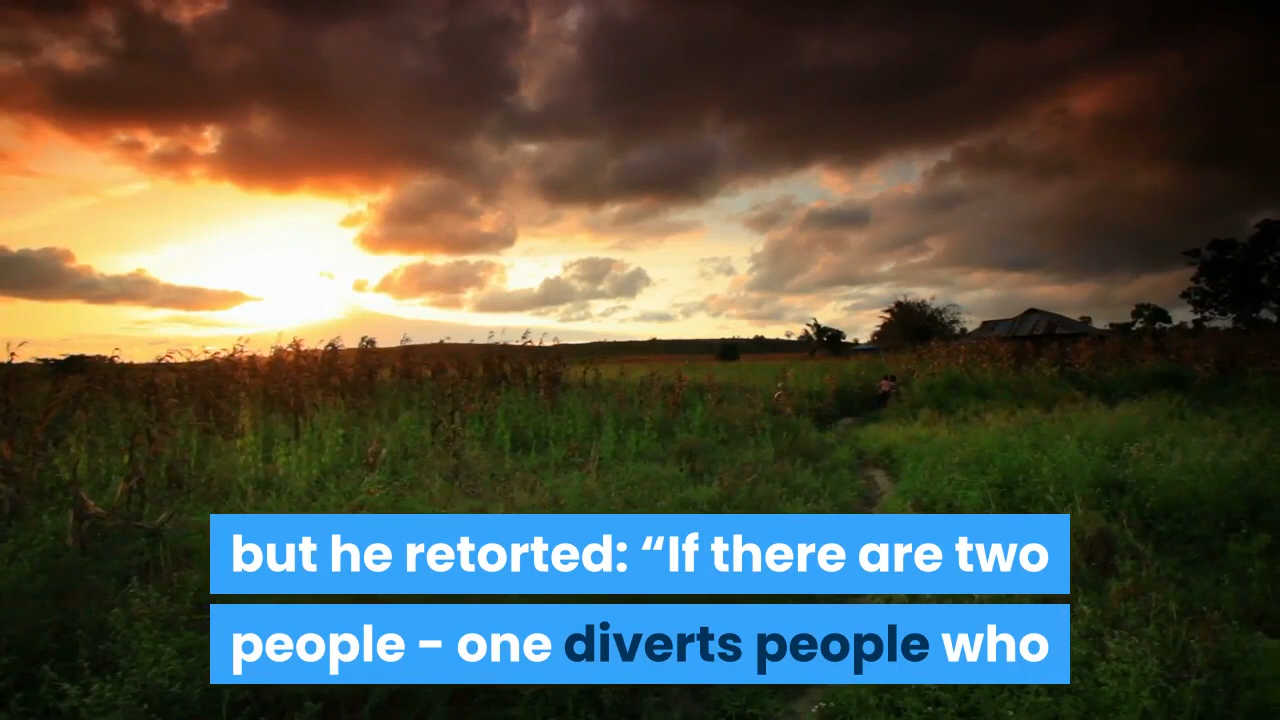 but he retorted: “If there are two
people - one diverts people who